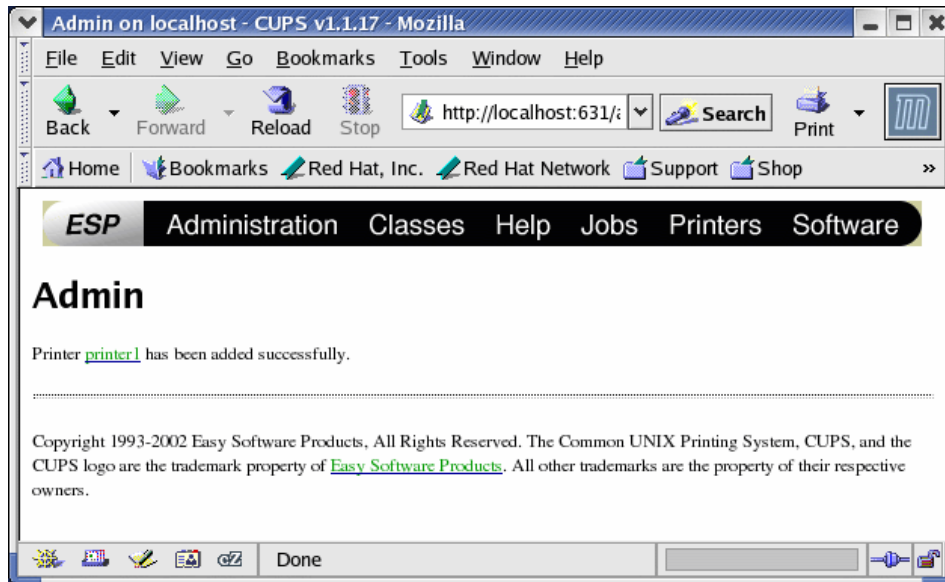 Admin on localhost - CUPS v1.1.17 - Mozilla
File Edit View Go Bookmarks Tools Window Help
Back Forward Reload Stop http://localhost:631/a Search Print
Home Bookmarks Red Hat, Inc. Red Hat Network Support Shop »
ESP Administration Classes Help Jobs Printers Software
Admin
Printer printer1 has been added successfully.
Copyright 1993-2002 Easy Software Products, All Rights Reserved. The Common UNIX Printing System, CUPS, and the
CUPS logo are the trademark property of Easy Software Products. All other trademarks are the property of their respective
owners.
Done